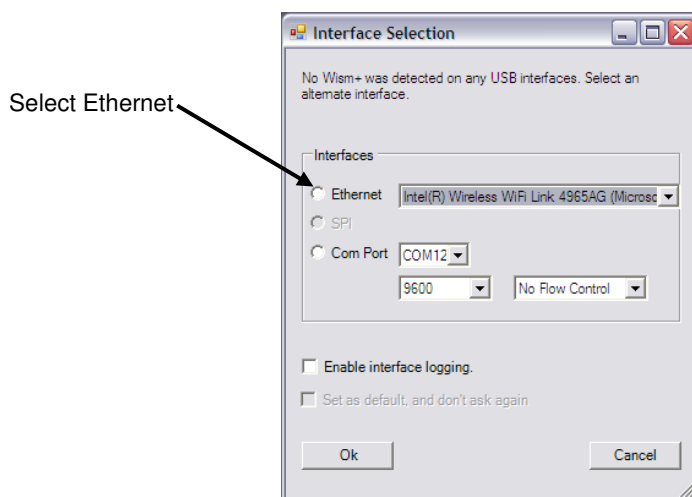 Interface Selection
No Wism+ was detected on any USB interfaces. Select an
alternate interface.
Select Ethernet
Interfaces
Ethernet Intel(R) Wireless WiFi Link 4965AG (Microsc
SPI
Com Port COM12
9600 No Flow Control
Enable interface logging.
Set as default, and don't ask again
Ok Cancel